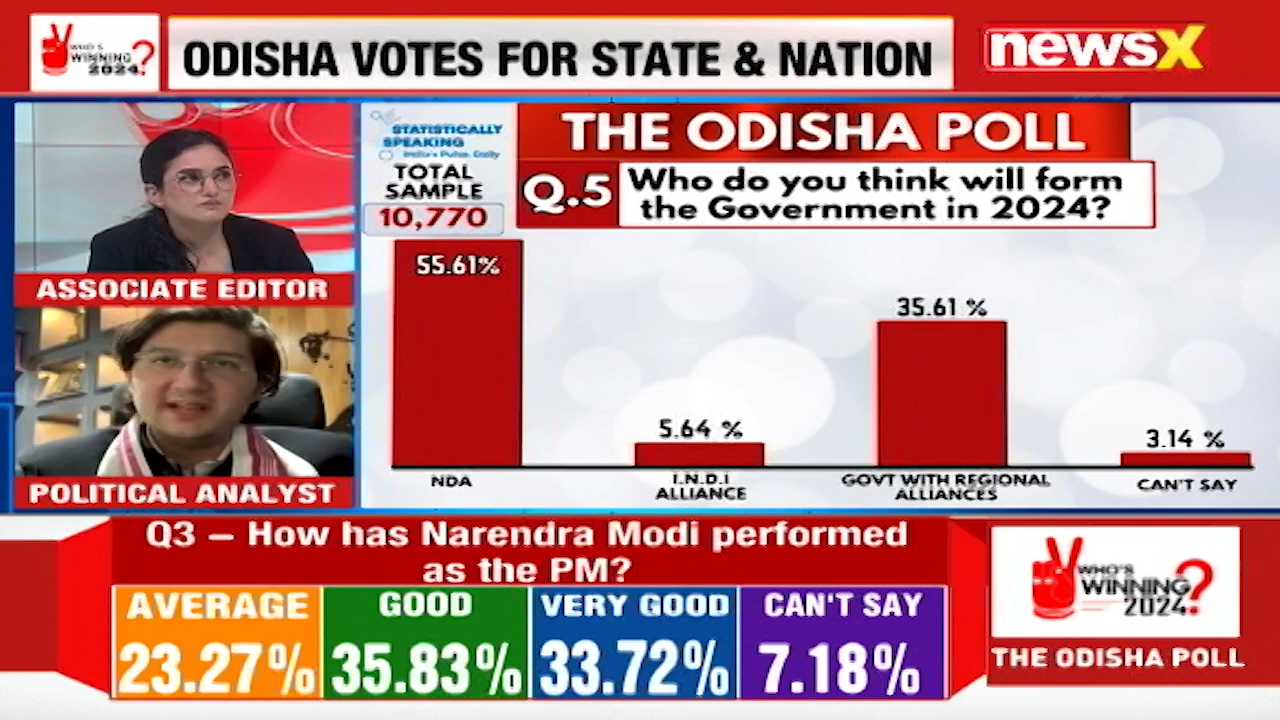 WHO'S
WINNING
2024?
ODISHA VOTES FOR STATE & NATION
newsX
STATISTICALLY
SPEAKING
India's Pulse, Daily
TOTAL
SAMPLE
10,770
THE ODISHA POLL
Q.5
Who do you think will form
the Government in 2024?
55.61%
5.64 %
35.61 %
3.14 %
NDA
I.N.D.I
ALLIANCE
GOVT WITH REGIONAL
ALLIANCES
CAN'T SAY
ASSOCIATE EDITOR
POLITICAL ANALYST
Q3 – How has Narendra Modi performed
as the PM?
AVERAGE
23.27%
GOOD
35.83%
VERY GOOD
33.72%
CAN'T SAY
7.18%
WHO'S
WINNING
2024?
THE ODISHA POLL